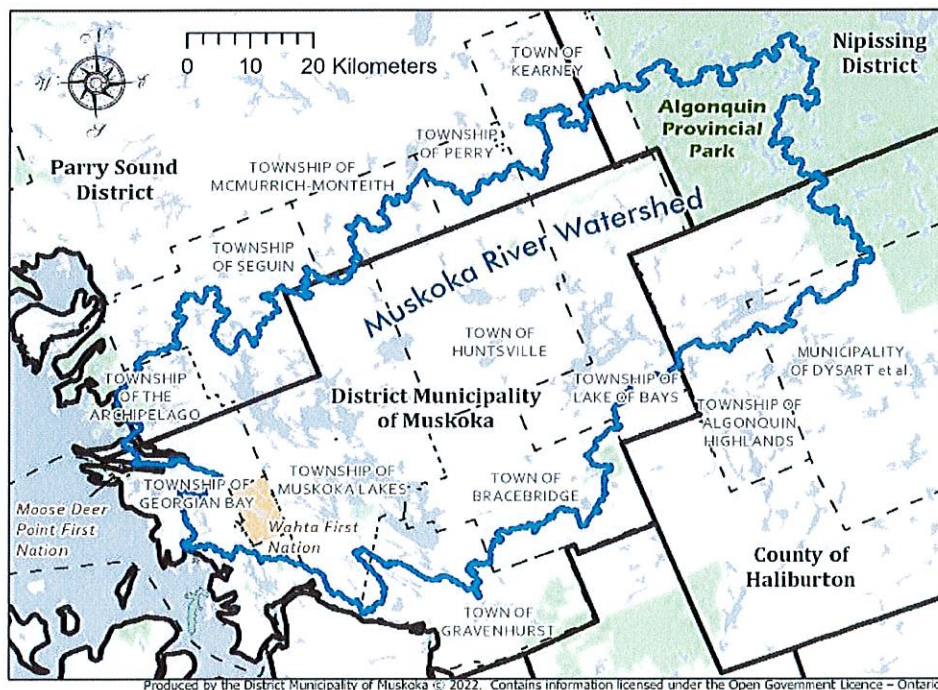 N
W
E
S
0 10 20 Kilometers
Nipissing
District
TOWN OF
KEARNEY
Algonquin
Provincial
Park
TOWNSHIP
OF PERRY
Parry Sound
District
TOWNSHIP OF
MCMURRICH-MONTEITH
Muskoka River Watershed
TOWNSHIP
OF SEGUIN
TOWN OF
HUNTSVILLE
MUNICIPALITY
OF DYSART et al.
TOWNSHIP
OF THE
ARCHIPELAGO
District Municipality
of Muskoka
TOWNSHIP OF
LAKE OF BAYS
TOWNSHIP OF
ALGONQUIN
HIGHLANDS
TOWNSHIP OF
GEORGIAN BAY
TOWNSHIP OF
MUSKOKA LAKES
TOWN OF
BRACEBRIDGE
Moose Deer
Point First
Nation
Wahta First
Nation
County of
Haliburton
TOWN OF
GRAVENHURST
Produced by the District Municipality of Muskoka © 2022. Contains information licensed under the Open Government Licence – Ontario